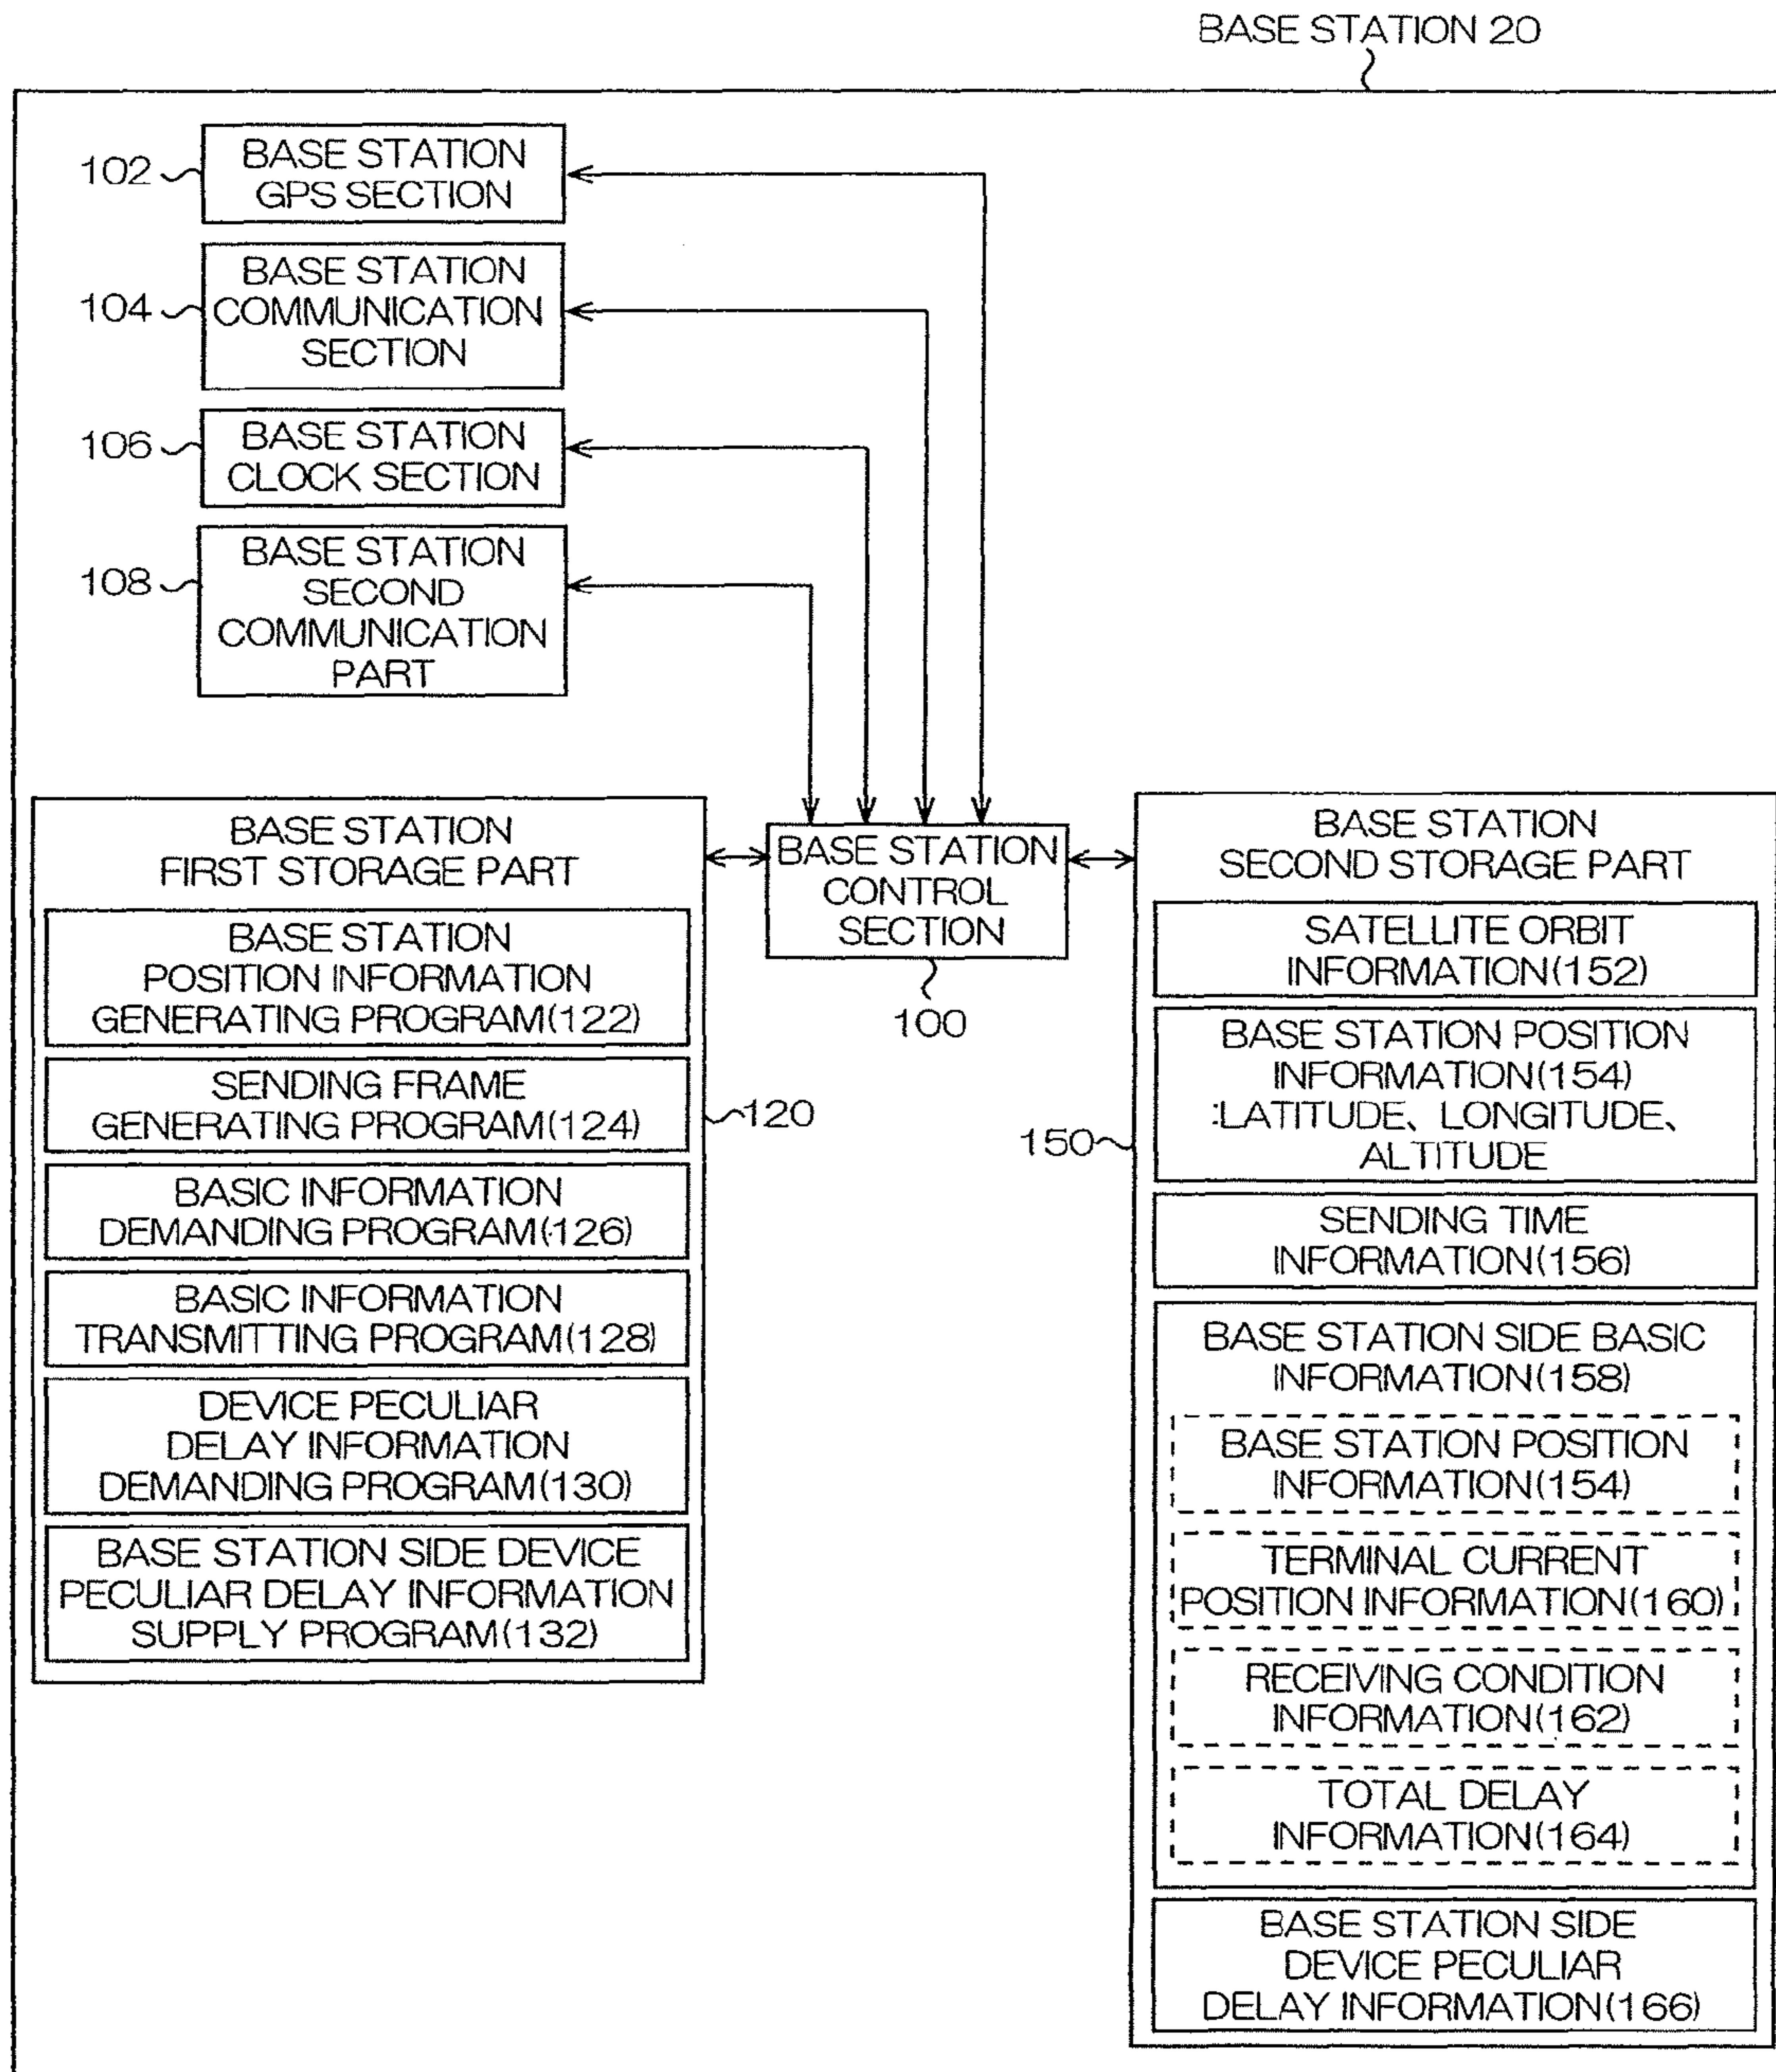 BASE STATION 20
102
BASE STATION
GPS SECTION
104
BASE STATION
COMMUNICATION
SECTION
106
BASE STATION
CLOCK SECTION
108
BASE STATION
SECOND
COMMUNICATION
PART
BASE STATION
FIRST STORAGE PART
BASE STATION
POSITION INFORMATION
GENERATING PROGRAM(122)
SENDING FRAME
GENERATING PROGRAM(124)
BASIC INFORMATION
DEMANDING PROGRAM(126)
BASIC INFORMATION
TRANSMITTING PROGRAM(128)
DEVICE PECULIAR
DELAY INFORMATION
DEMANDING PROGRAM(130)
BASE STATION SIDE DEVICE
PECULIAR DELAY INFORMATION
SUPPLY PROGRAM(132)
120
BASE STATION
CONTROL
SECTION
100
150
BASE STATION
SECOND STORAGE PART
SATELLITE ORBIT
INFORMATION(152)
BASE STATION POSITION
INFORMATION(154)
:LATITUDE、LONGITUDE、
ALTITUDE
SENDING TIME
INFORMATION(156)
BASE STATION SIDE BASIC
INFORMATION(158)
BASE STATION POSITION
INFORMATION(154)
TERMINAL CURRENT
POSITION INFORMATION(160)
RECEIVING CONDITION
INFORMATION(162)
TOTAL DELAY
INFORMATION(164)
BASE STATION SIDE
DEVICE PECULIAR
DELAY INFORMATION(166)